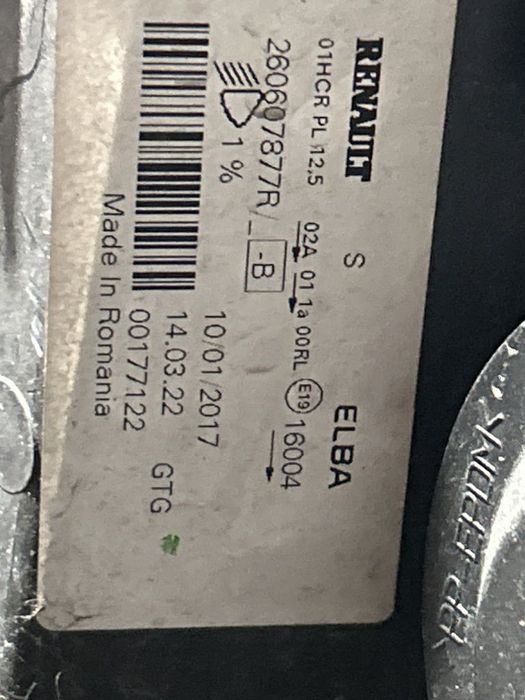 RENAULT S ELBA
01HCR PL 12,5 02A 01 1a 00RL E19 16004
260607877R/_ -B
1 %
10/01/2017
14.03.22 GTG
00177122
Made In Romania